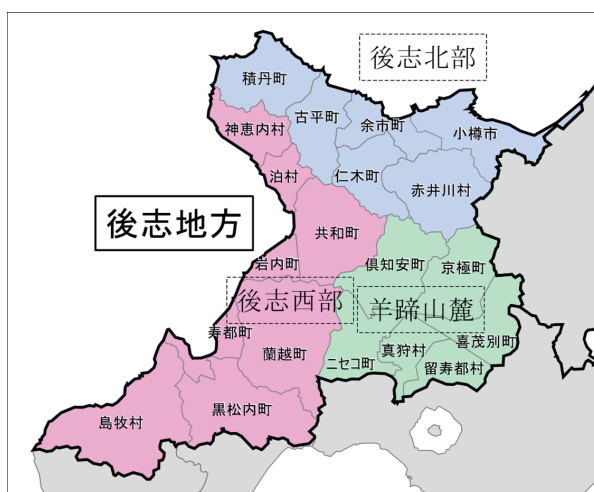 後志北部
積丹町
古平町
余市町
小樽市
神恵内村
仁木町
赤井川村
泊村
後志地方
共和町
岩内町
倶知安町
京極町
後志西部
羊蹄山麓
寿都町
蘭越町
喜茂別町
ニセコ町
真狩村
留寿都村
島牧村
黒松内町